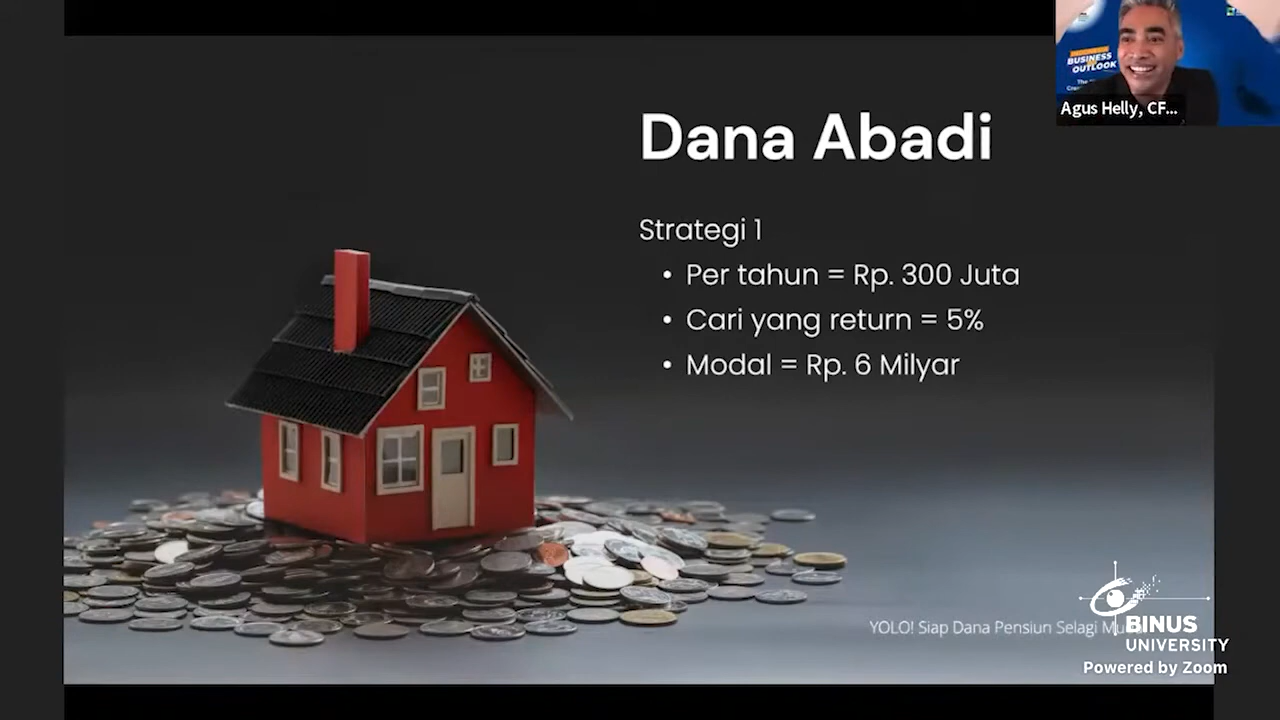 Dana Abadi
Strategi 1
• Per tahun = Rp. 300 Juta
• Cari yang return = 5%
• Modal = Rp. 6 Milyar
BUSINESS
OUTLOOK
Agus Helly, CF...
YOLO! Siap Dana Pensiun Selagi
BINUS
UNIVERSITY
Powered by Zoom